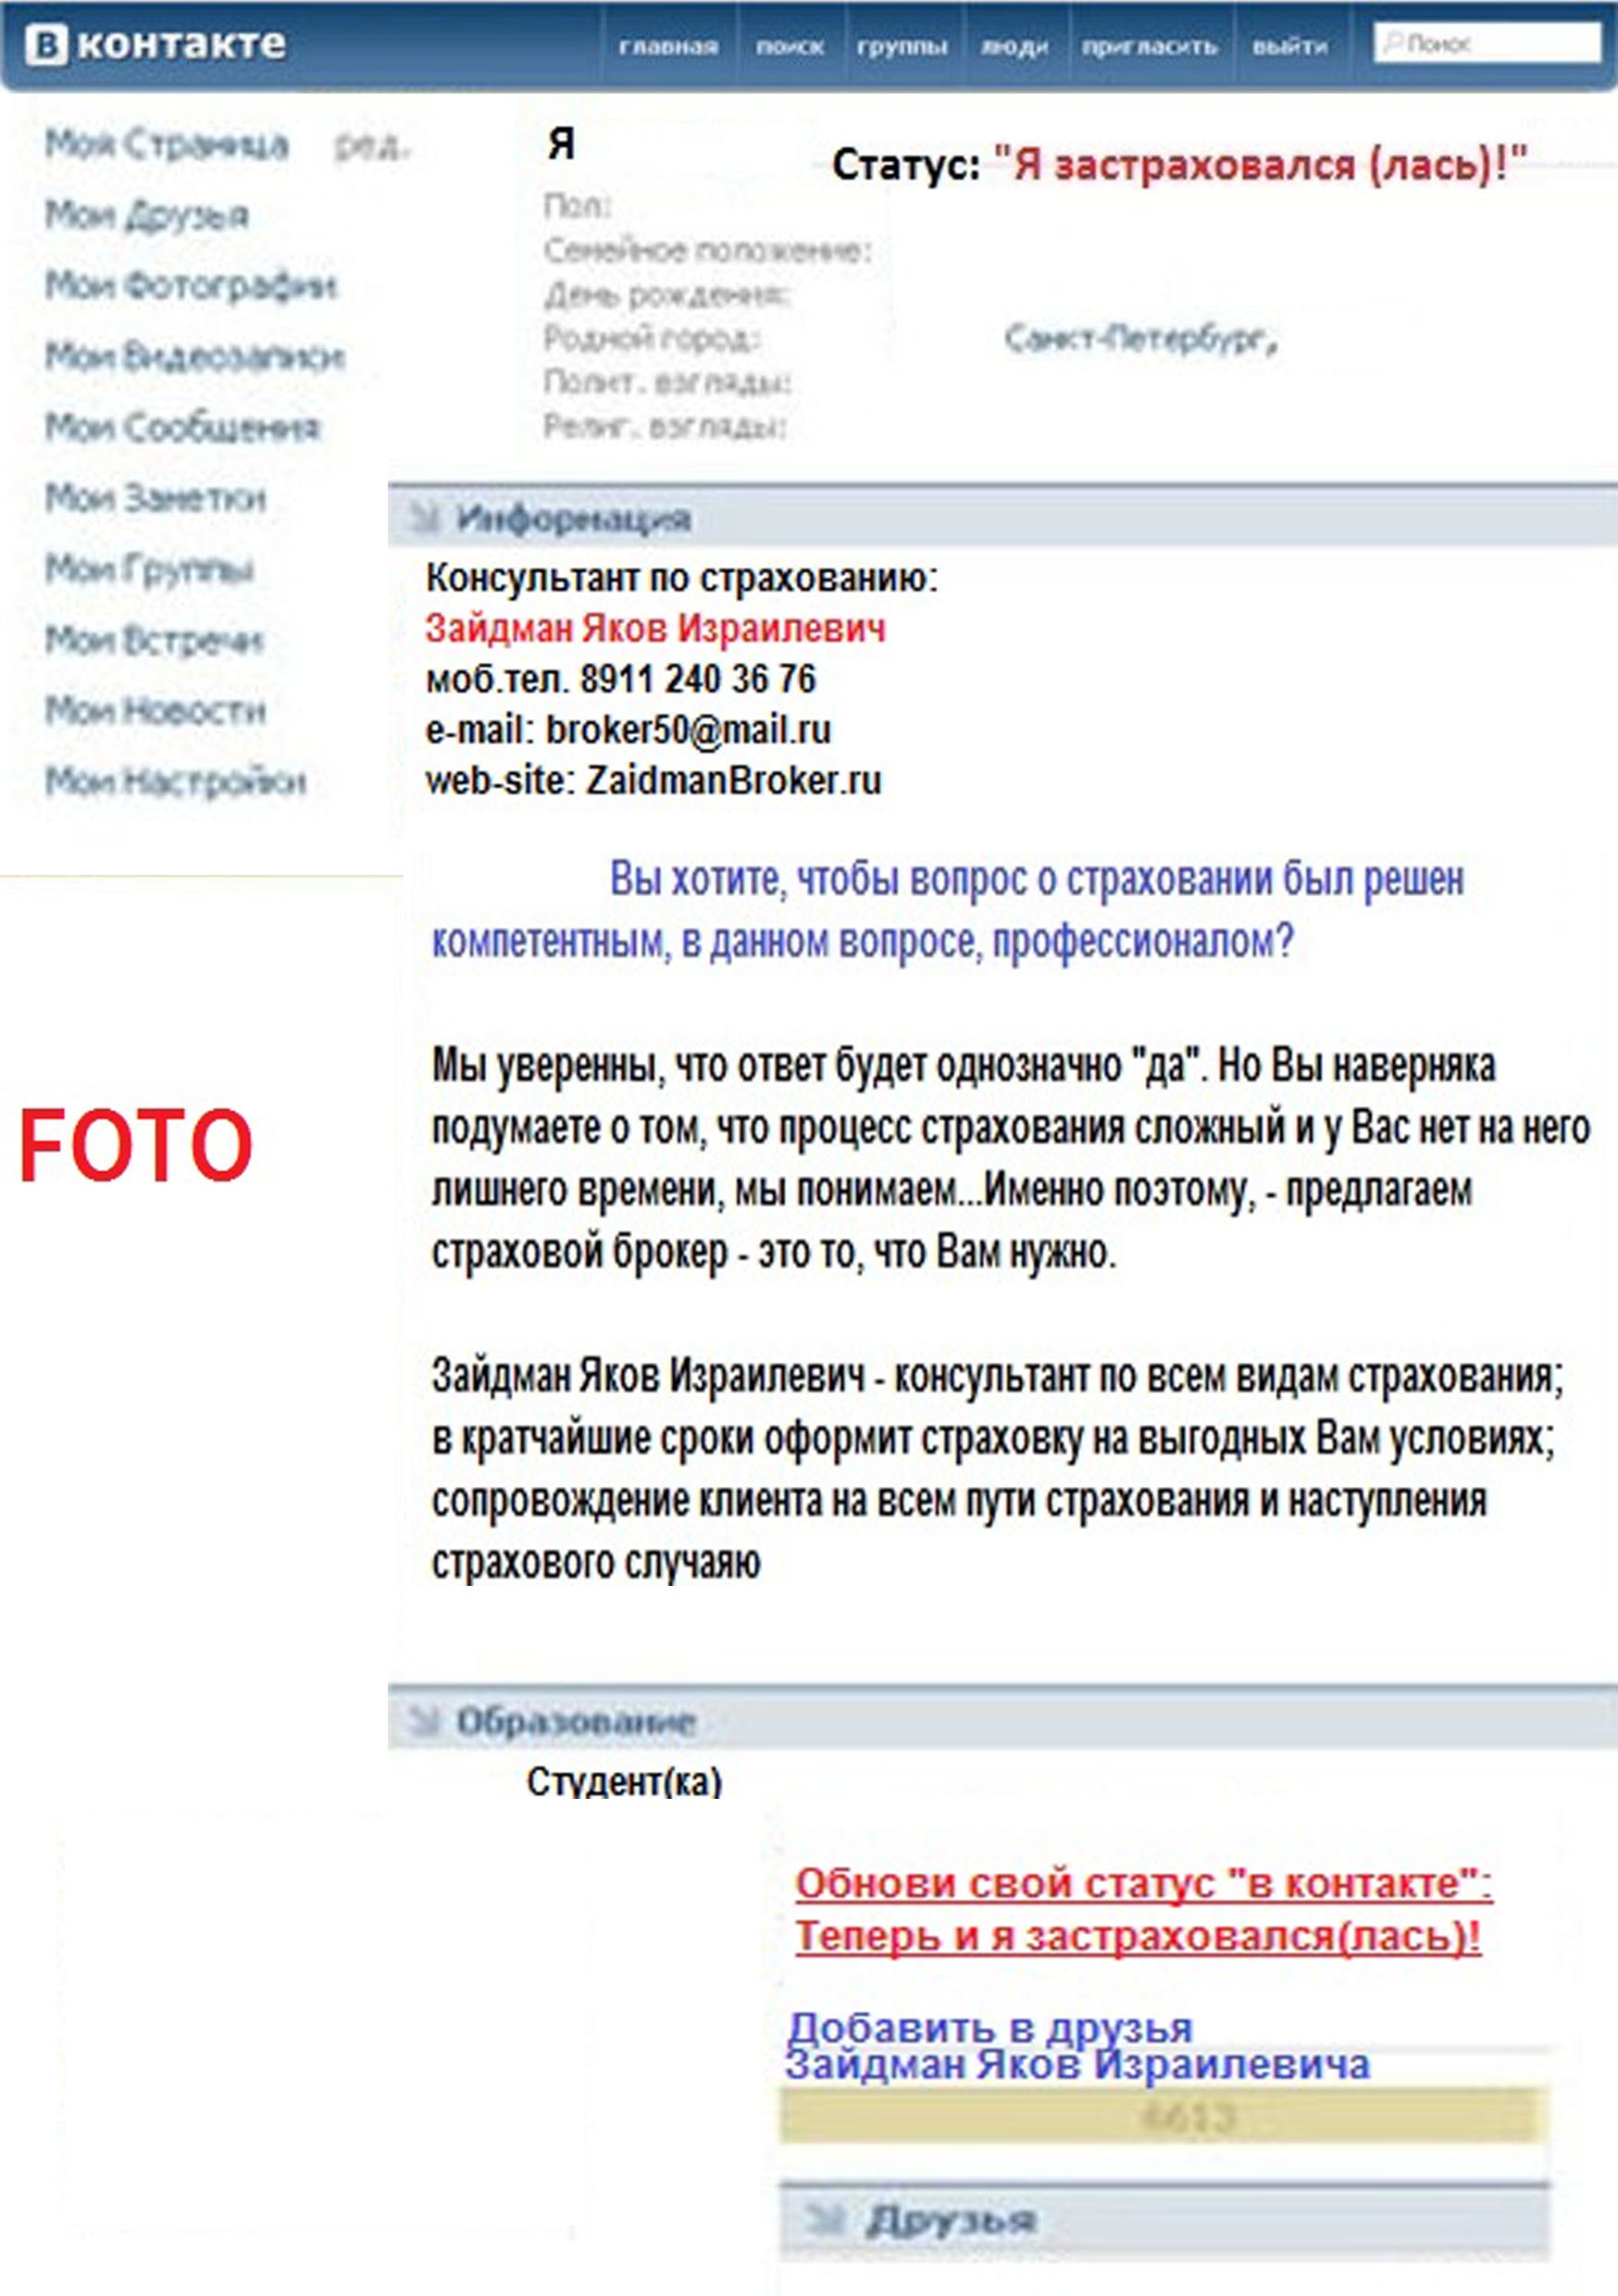 В контакте
главная поиск группы люди пригласить выйти Поиск
Моя Страница ред.
Мои Друзья
Мои Фотографии
Мои Видеозаписи
Мои Сообщения
Мои Заметки
Мои Группы
Мои Встречи
Мои Новости
Мои Настройки
FOTO
Я
Статус: "Я застраховался (лась)!"
Пол:
Семейное положение:
День рождения:
Родной город: Санкт-Петербург,
Полит. взгляды:
Религ. взгляды:
Информация
Консультант по страхованию:
Зайдман Яков Израилевич
моб.тел. 8911 240 36 76
e-mail: broker50@mail.ru
web-site: ZaidmanBroker.ru
Вы хотите, чтобы вопрос о страховании был решен
компетентным, в данном вопросе, профессионалом?
Мы уверенны, что ответ будет однозначно "да". Но Вы наверняка
подумаете о том, что процесс страхования сложный и у Вас нет на него
лишнего времени, мы понимаем...Именно поэтому, - предлагаем
страховой брокер - это то, что Вам нужно.
Зайдман Яков Израилевич - консультант по всем видам страхования;
в кратчайшие сроки оформит страховку на выгодных Вам условиях;
сопровождение клиента на всем пути страхования и наступления
страхового случаяю
Образование
Студент(ка)
Обнови свой статус "в контакте":
Теперь и я застраховался(лась)!
Добавить в друзья
Зайдман Яков Израилевича
6613
Друзья